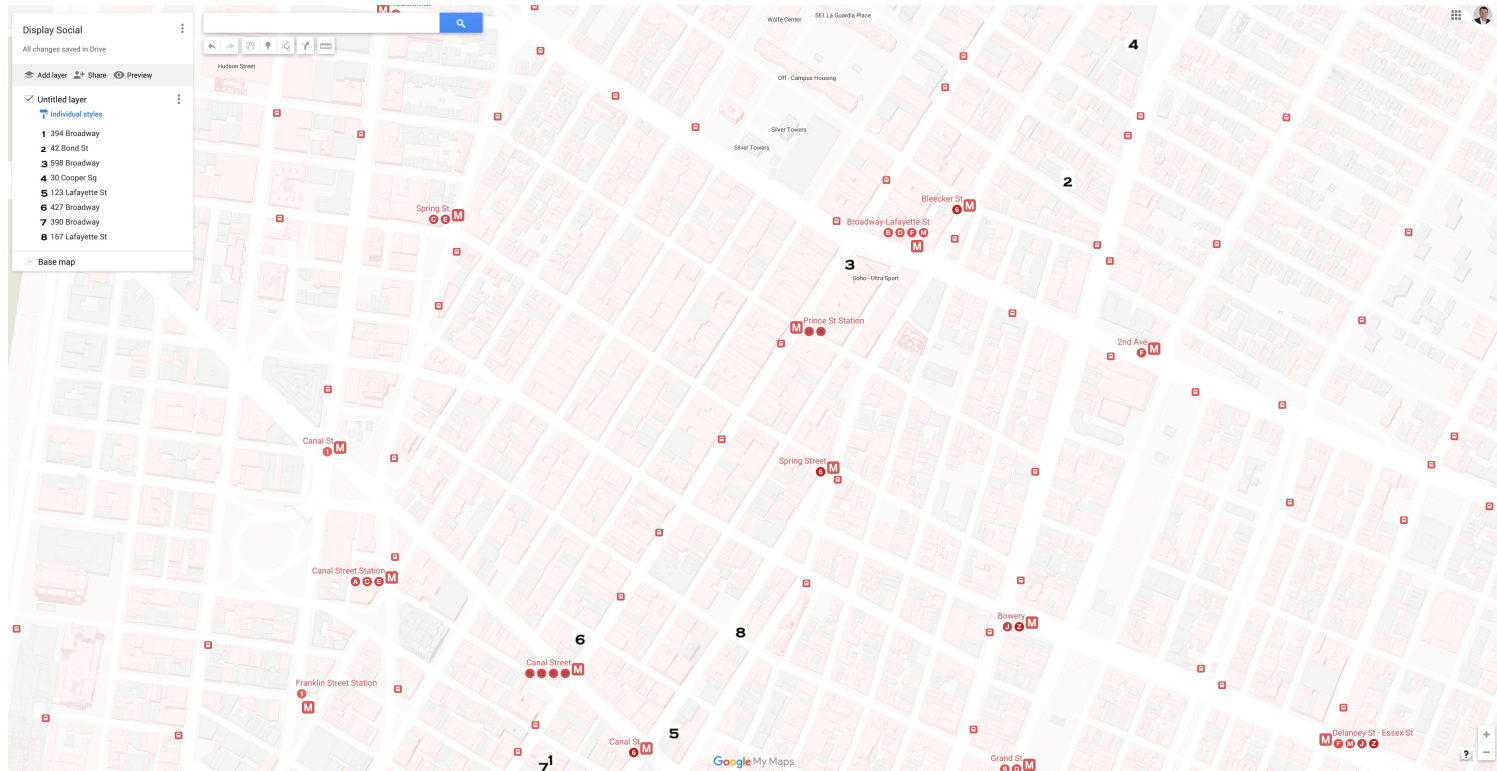 Display Social
All changes saved in Drive
Add layer Share Preview
Untitled layer
Individual styles
1 394 Broadway
2 42 Bond St
3 598 Broadway
4 30 Cooper Sq
5 123 Lafayette St
6 427 Broadway
7 390 Broadway
8 167 Lafayette St
Base map
Wolfe Center
561 La Guardia Place
4
Hudson Street
Off - Campus Housing
Silver Towers
Silver Towers
2
Bleecker St
6 M
Spring St
C E M
Broadway-Lafayette St
B D F M
M
3
Soho - Ultra Sport
Prince St Station
M
2nd Ave
F M
Canal St
1 M
Spring Street
6 M
Canal Street Station
A C E M
Bowery
J Z M
6
8
Canal Street
M
Franklin Street Station
1
M
5
Canal St
6 M
Delancey St - Essex St
M F M J Z
71
Google My Maps
Grand St
B D M
+
?
−